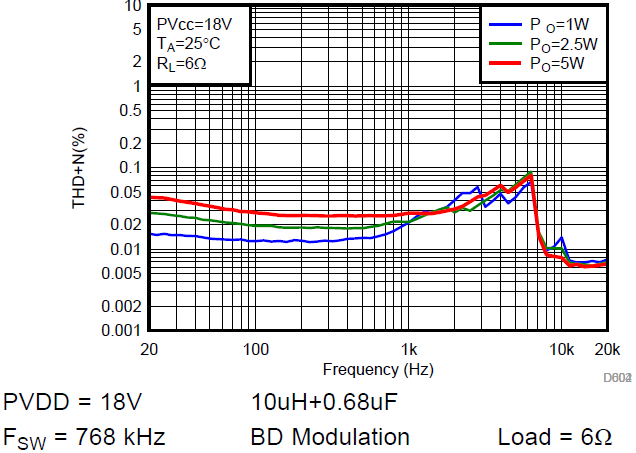 10
5
2
1
0.5
0.2
0.1
0.05
0.02
0.01
0.005
0.002
0.001
THD+N(%)
PVcc=18V
TA=25°C
RL=6Ω
P O=1W
PO=2.5W
PO=5W
20 100 1k 10k 20k
Frequency (Hz)
PVDD = 18V 10uH+0.68uF
FSW = 768 kHz BD Modulation Load = 6Ω